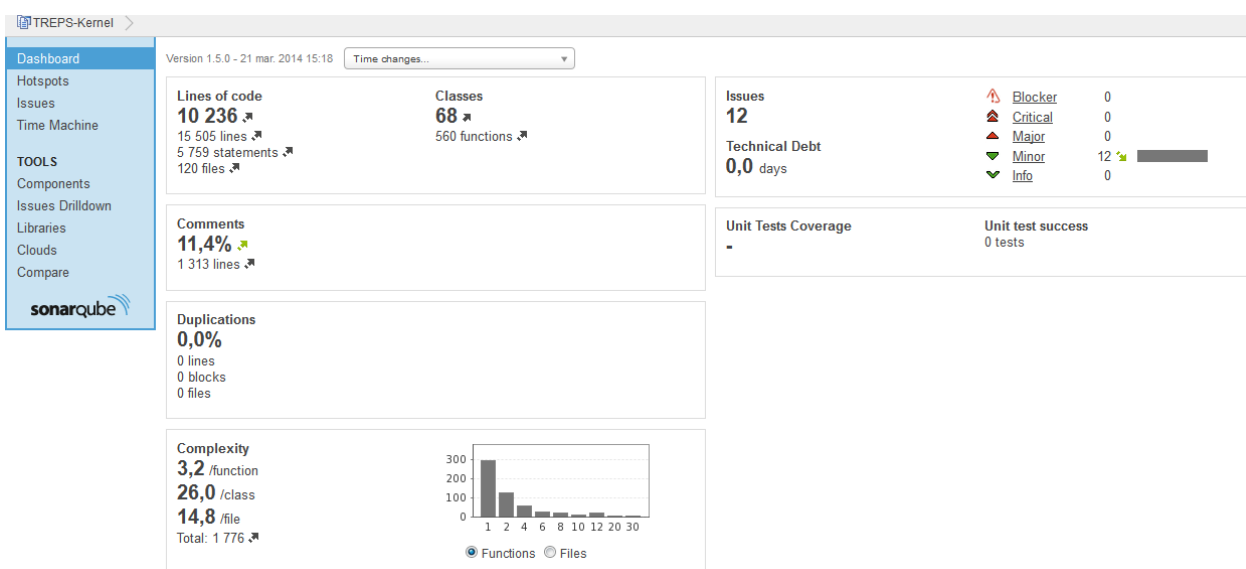 TREPS-Kernel
Dashboard
Hotspots
Issues
Time Machine
TOOLS
Components
Issues Drilldown
Libraries
Clouds
Compare
sonarqube
Version 1.5.0 - 21 mar. 2014 15:18 Time changes...
Lines of code
10 236
15 505 lines
5 759 statements
120 files
Classes
68
560 functions
Comments
11,4%
1 313 lines
Duplications
0,0%
0 lines
0 blocks
0 files
Complexity
3,2 /function
26,0 /class
14,8 /file
Total: 1 776
300
200
100
0
1 2 4 6 8 10 12 20 30
Functions Files
Issues
12
Technical Debt
0,0 days
Blocker 0
Critical 0
Major 0
Minor 12
Info 0
Unit Tests Coverage
-
Unit test success
0 tests